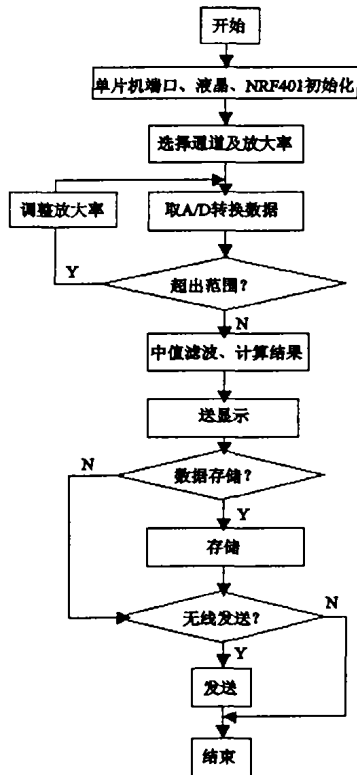 开始
单片机端口、液晶、NRF401初始化
选择通道及放大率
调整放大率
取A/D转换数据
Y
超出范围?
N
中值滤波、计算结果
送显示
N
数据存储?
Y
存储
N
无线发送?
Y
发送
结束